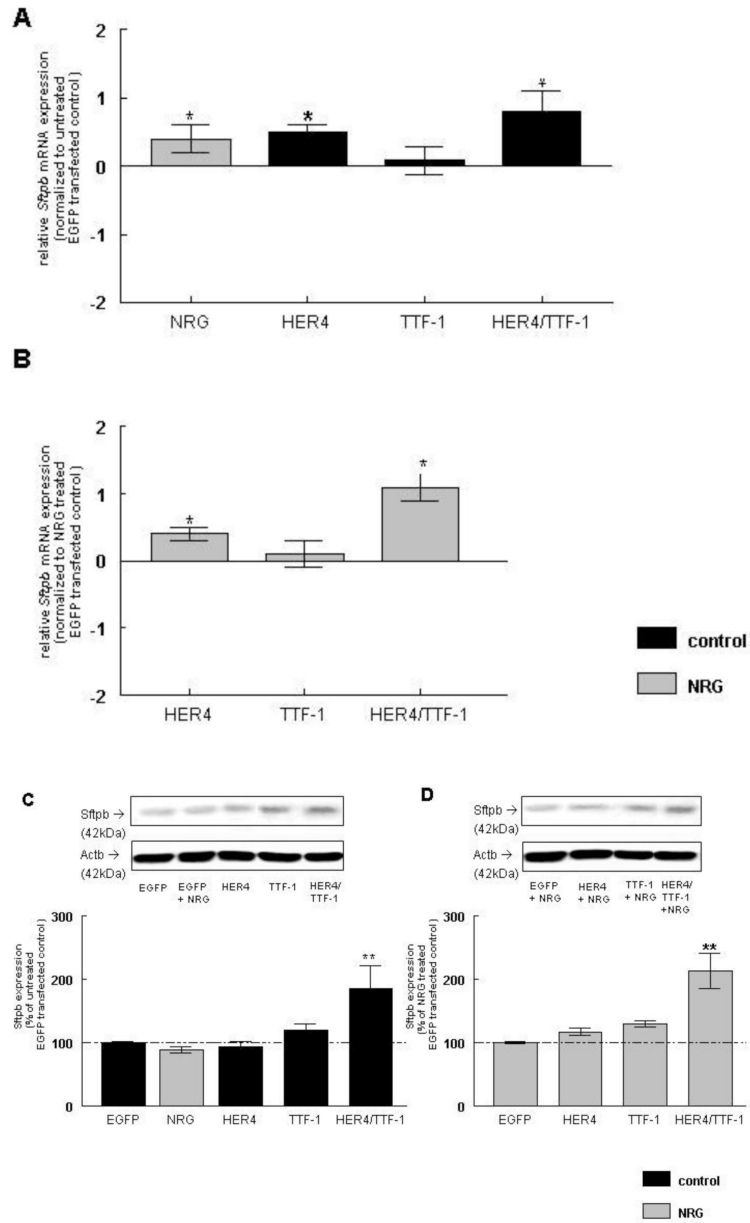 A
relative Sftpb mRNA expression
(normalized to untreated
EGFP transfected control)
2
1
0
-1
-2
*
*
*
NRG HER4 TTF-1 HER4/TTF-1
B
relative Sftpb mRNA expression
(normalized to NRG treated
EGFP transfected control)
2
1
0
-1
-2
*
*
HER4 TTF-1 HER4/TTF-1
control
NRG
C
Sftpb →
(42kDa)
Actb →
(42kDa)
EGFP EGFP + NRG HER4 TTF-1 HER4/ TTF-1
Sftpb expression
(% of untreated
EGFP transfected control)
300
200
100
0
**
EGFP NRG HER4 TTF-1 HER4/TTF-1
D
Sftpb →
(42kDa)
Actb →
(42kDa)
EGFP + NRG HER4 + NRG TTF-1 + NRG HER4/ TTF-1 +NRG
Sftpb expression
(% of NRG treated
EGFP transfected control)
300
200
100
0
**
EGFP HER4 TTF-1 HER4/TTF-1
control
NRG